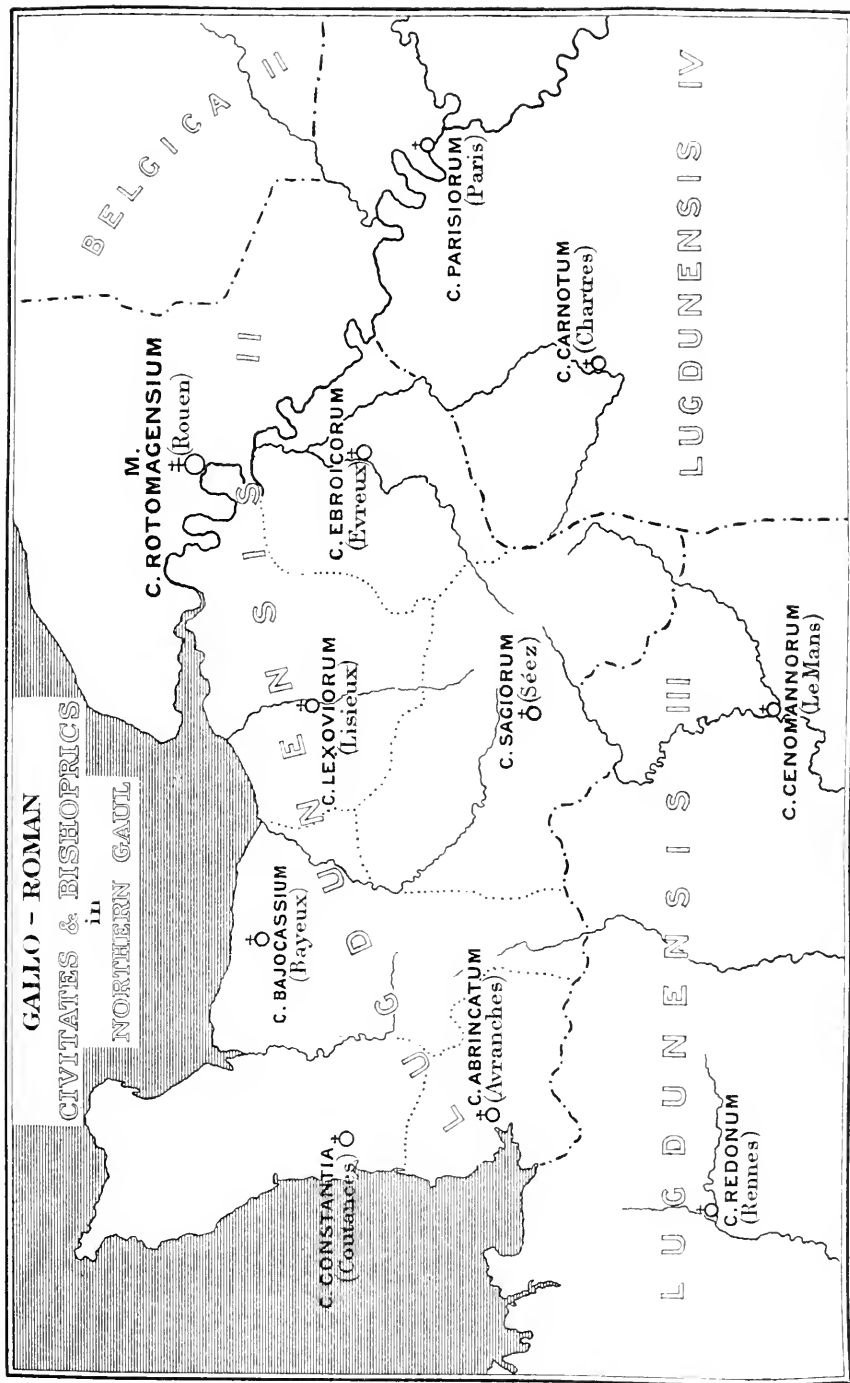 GALLO - ROMAN
CIVITATES & BISHOPRICS
in
NORTHERN GAUL
BELGICA II
M.
C. ROTOMAGENSIUM
(Rouen)
LUGDUNENSIS II
C. CONSTANTIA
(Coutances)
C. BAJOCASSIUM
(Bayeux)
C. LEXOVIORUM
(Lisieux)
C. EBROICORUM
(Evreux)
C. PARISIORUM
(Paris)
C. ABRINCATUM
(Avranches)
C. SAGIORUM
(Séez)
C. CARNOTUM
(Chartres)
LUGDUNENSIS III
LUGDUNENSIS IV
C. REDONUM
(Rennes)
C. CENOMANNORUM
(Le Mans)